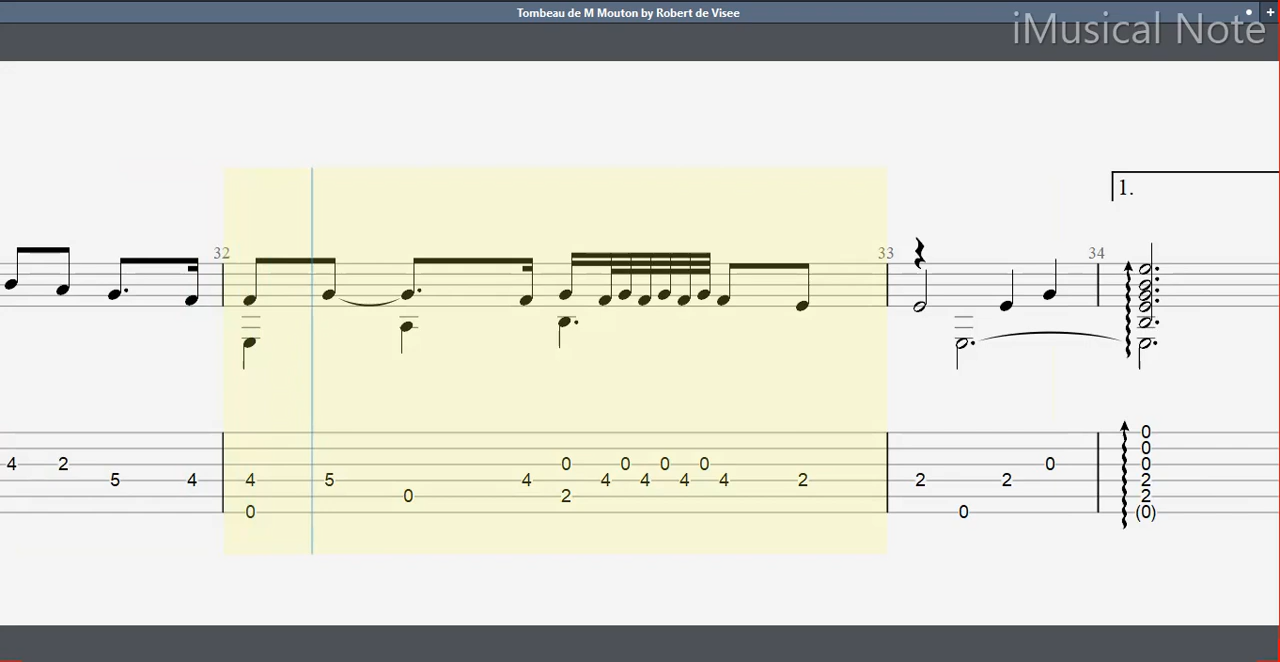 Tombeau de M Mouton by Robert de Visee
iMusical Note
1.
32
33
34
0
0
4 2 0 0 0 0 0 0
5 4 4 5 4 4 4 4 4 2 2 2 2
0 2 2
0 0 (0)